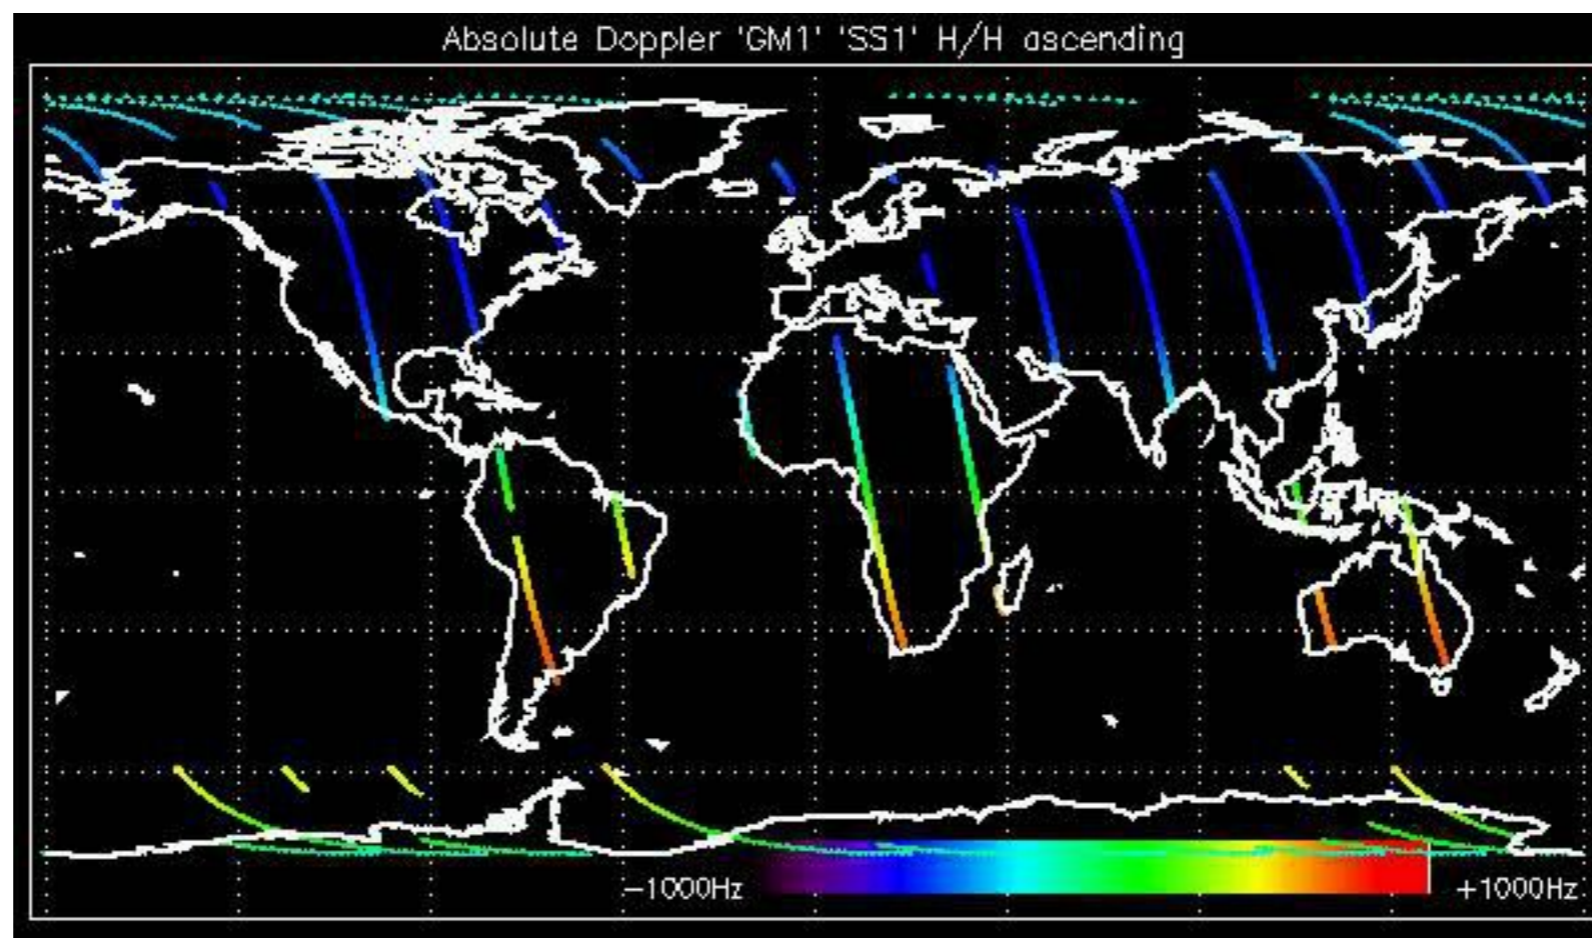 Absolute Doppler 'GM1' 'SS1' H/H ascending
−1000Hz +1000Hz